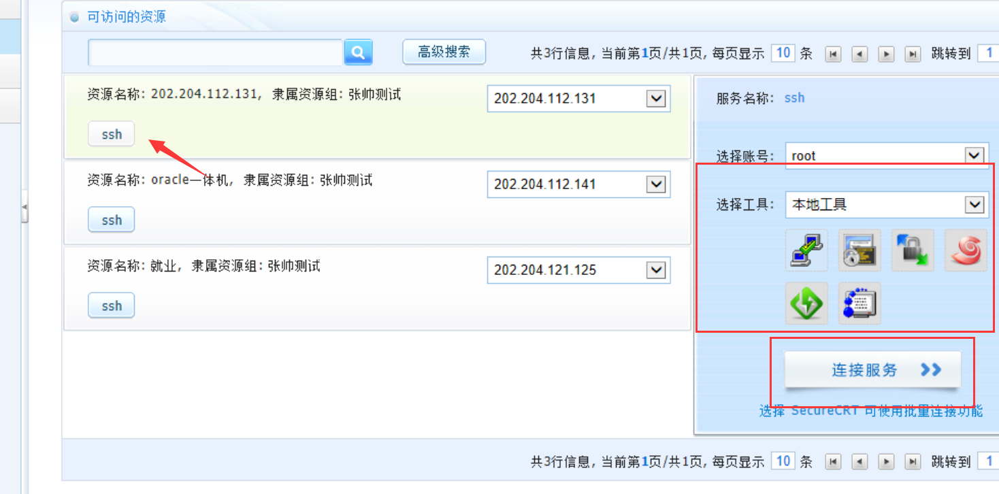 可访问的资源
高级搜索 共3行信息，当前第1页/共1页，每页显示 10 条 跳转到 1
资源名称：202.204.112.131，隶属资源组：张帅测试 202.204.112.131
ssh
资源名称：oracle一体机，隶属资源组：张帅测试 202.204.112.141
ssh
资源名称：就业，隶属资源组：张帅测试 202.204.121.125
ssh
服务名称：ssh
选择账号：root
选择工具：本地工具
连接服务
选择 SecureCRT 可使用批量连接功能
共3行信息，当前第1页/共1页，每页显示 10 条 跳转到 1